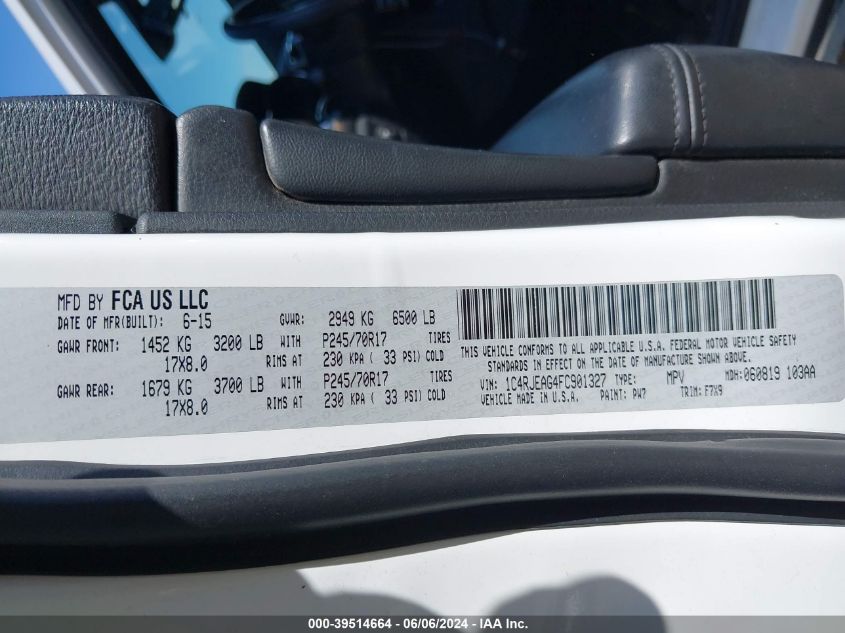 MFD BY FCA US LLC
DATE OF MFR(BUILT): 6-15 GVWR: 2949 KG 6500 LB
GAWR FRONT: 1452 KG 3200 LB WITH P245/70R17 TIRES
17X8.0 RIMS AT 230 KPA ( 33 PSI) COLD
GAWR REAR: 1679 KG 3700 LB WITH P245/70R17 TIRES
17X8.0 RIMS AT 230 KPA ( 33 PSI) COLD
THIS VEHICLE CONFORMS TO ALL APPLICABLE U.S.A. FEDERAL MOTOR VEHICLE SAFETY
STANDARDS IN EFFECT ON THE DATE OF MANUFACTURE SHOWN ABOVE.
VIN: 1C4RJEAG4FC901327 TYPE: MPV MDH: 060819 103AA
VEHICLE MADE IN U.S.A. PAINT: PW7 TRIM: F7X9
000-39514664 - 06/06/2024 - IAA Inc.